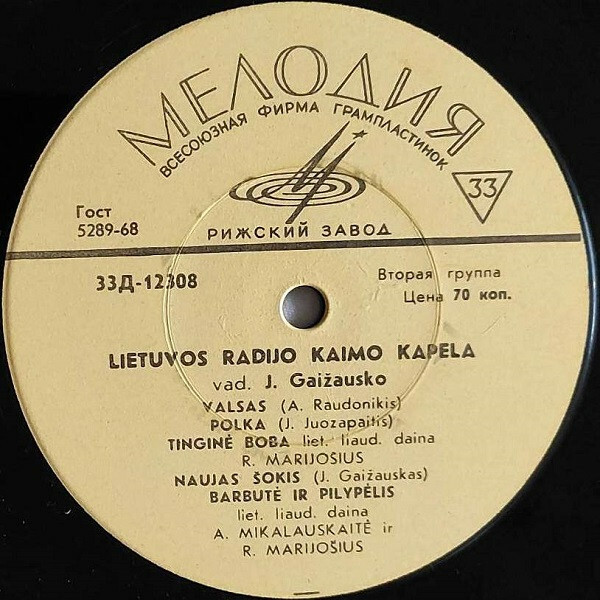 МЕЛОДИЯ
ВСЕСОЮЗНАЯ ФИРМА ГРАМПЛАСТИНОК
33
Гост
5289-68
РИЖСКИЙ ЗАВОД
33Д-12308
Вторая группа
Цена 70 коп.
LIETUVOS RADIJO KAIMO KAPELA
vad. J. Gaižausko
VALSAS (A. Raudonikis)
POLKA (J. Juozapaitis)
TINGINĖ BOBA liet. liaud. daina
R. MARIJOSIUS
NAUJAS ŠOKIS (J. Gaižauskas)
BARBUTĖ IR PILYPĖLIS
liet. liaud. daina
A. MIKALAUSKAITĖ ir
R. MARIJOŠIUS